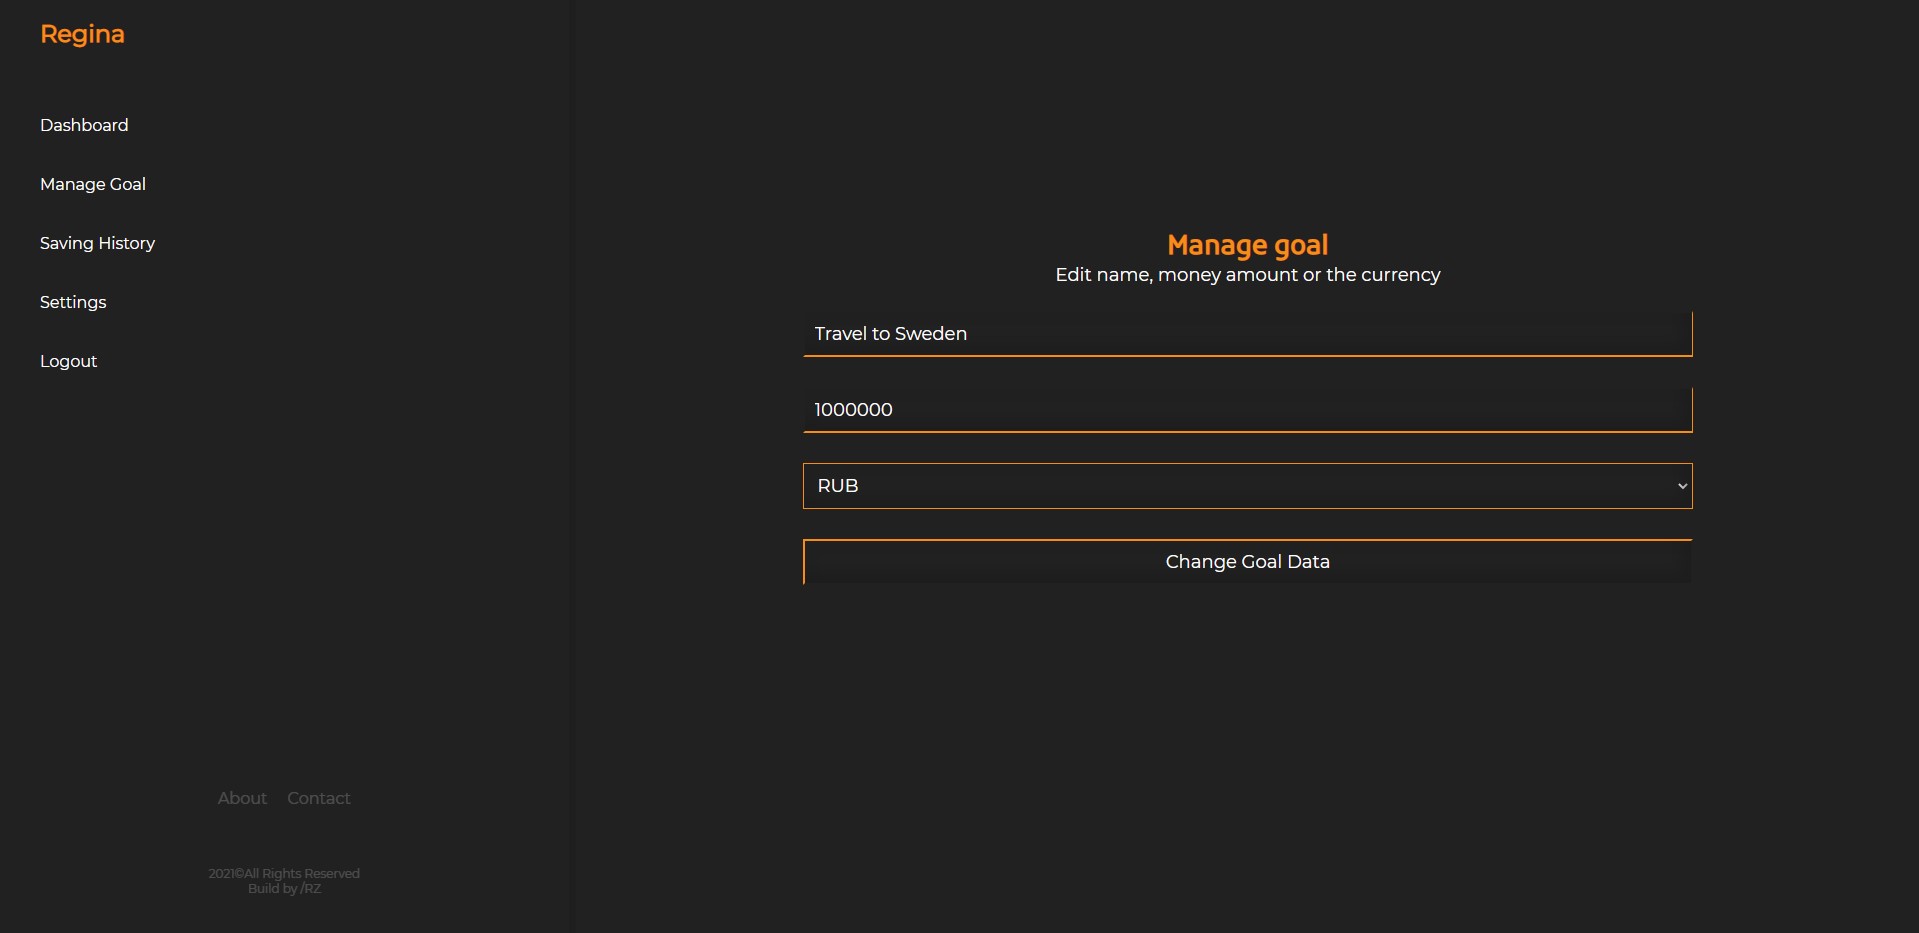 Regina
Dashboard
Manage Goal
Saving History
Settings
Logout
About Contact
2021©All Rights Reserved
Build by /RZ
Manage goal
Edit name, money amount or the currency
Travel to Sweden
1000000
RUB
Change Goal Data